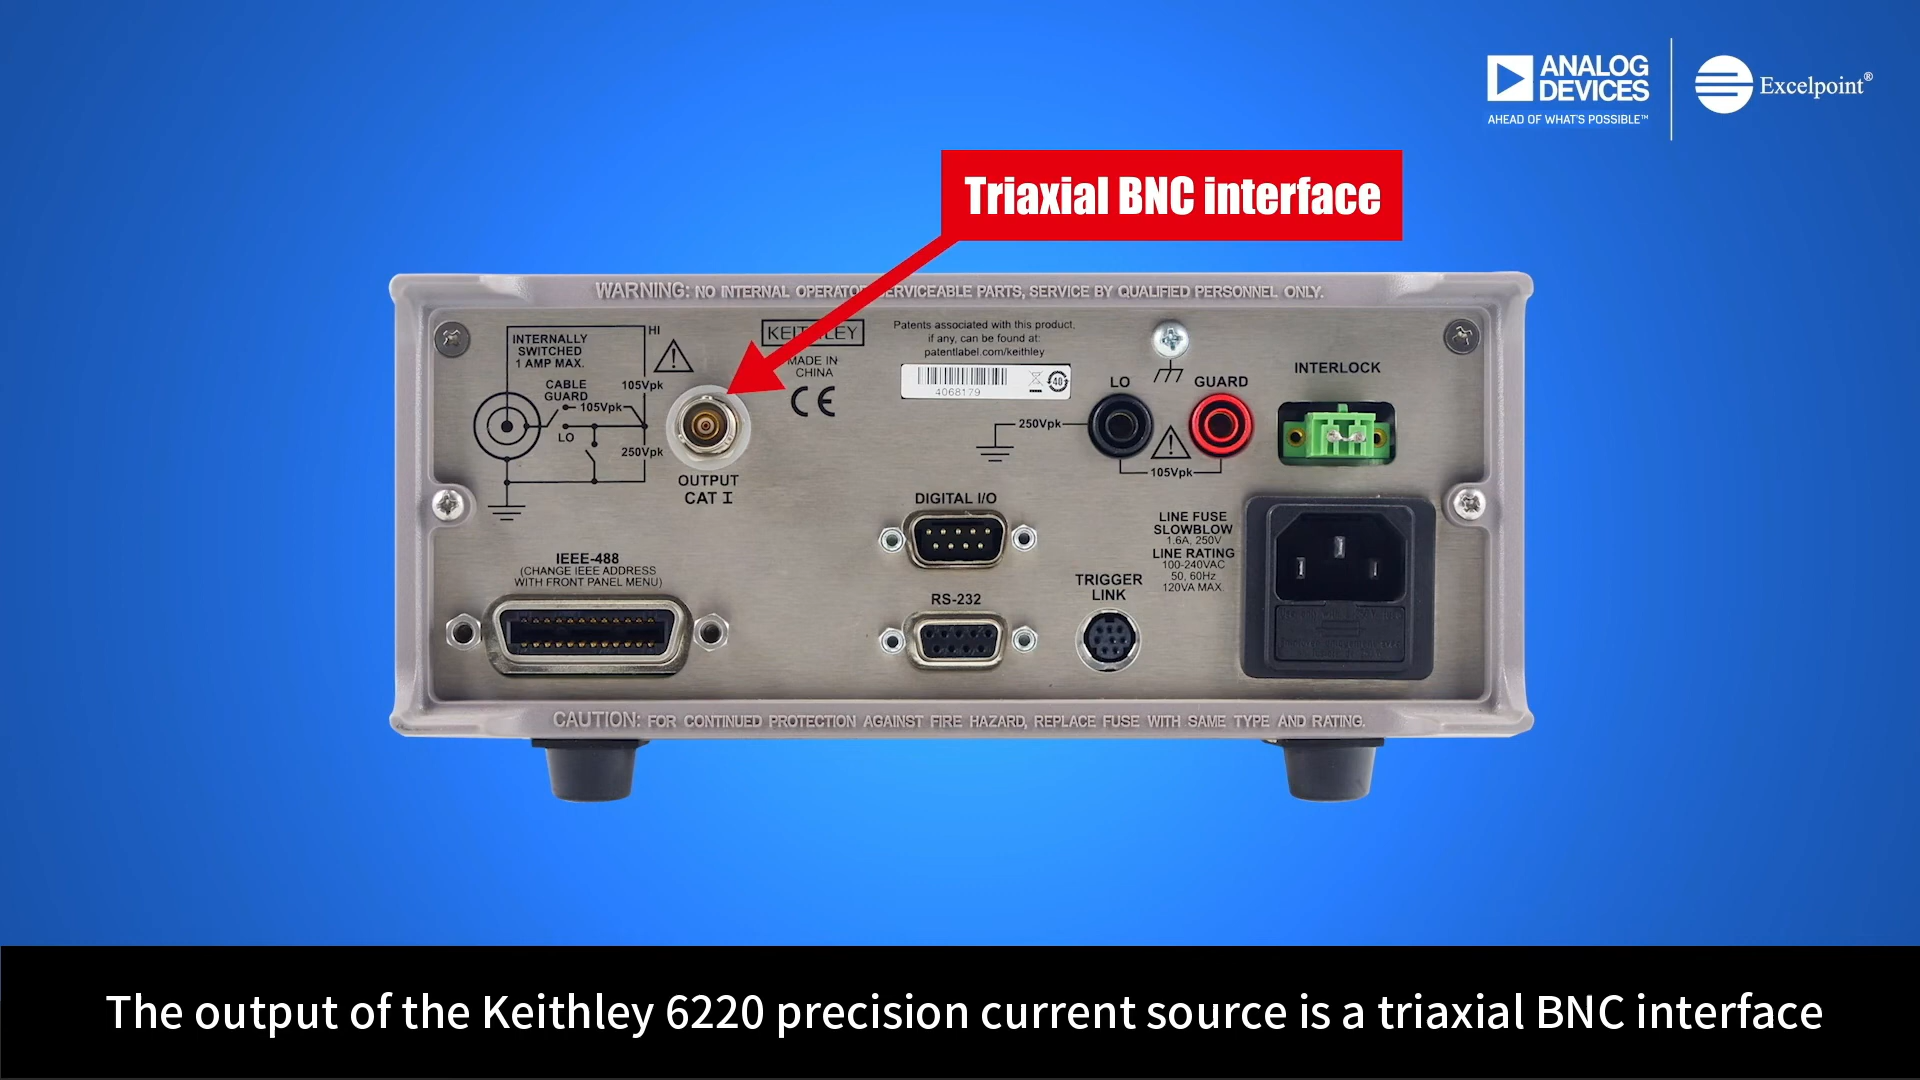 ANALOG
DEVICES
AHEAD OF WHAT'S POSSIBLE™
Excelpoint®
Triaxial BNC interface
WARNING: NO INTERNAL OPERATOR SERVICEABLE PARTS, SERVICE BY QUALIFIED PERSONNEL ONLY.
INTERNALLY
SWITCHED
1 AMP MAX.
HI
CABLE
GUARD
105Vpk
105Vpk
LO
250Vpk
OUTPUT
CAT I
KEITHLEY
MADE IN
CHINA
CE
Patents associated with this product,
if any, can be found at:
patentlabel.com/keithley
4068179
40
LO
GUARD
250Vpk
105Vpk
INTERLOCK
DIGITAL I/O
LINE FUSE
SLOWBLOW
1.6A, 250V
LINE RATING
100-240VAC
50, 60Hz
120VA MAX.
IEEE-488
(CHANGE IEEE ADDRESS
WITH FRONT PANEL MENU)
RS-232
TRIGGER
LINK
CAUTION: FOR CONTINUED PROTECTION AGAINST FIRE HAZARD, REPLACE FUSE WITH SAME TYPE AND RATING.
The output of the Keithley 6220 precision current source is a triaxial BNC interface